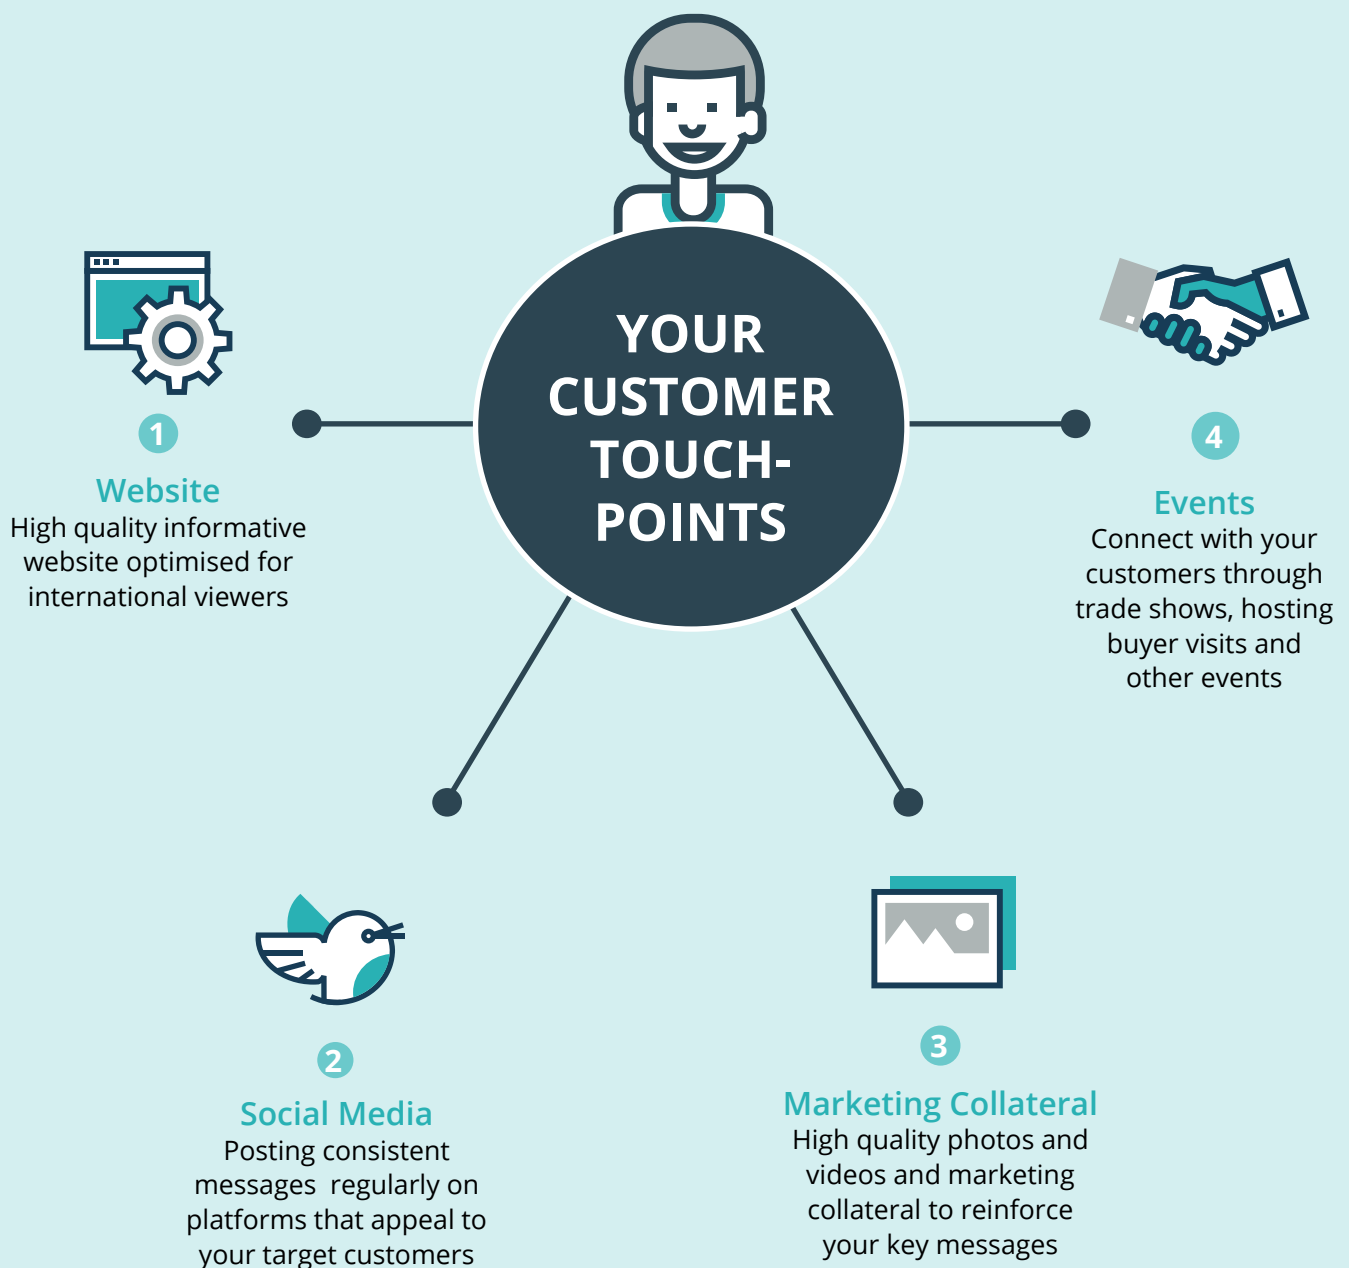 YOUR
CUSTOMER
TOUCH-
POINTS
1
Website
High quality informative
website optimised for
international viewers
2
Social Media
Posting consistent
messages  regularly on
platforms that appeal to
your target customers
3
Marketing Collateral
High quality photos and
videos and marketing
collateral to reinforce
your key messages
4
Events
Connect with your
customers through
trade shows, hosting
buyer visits and
other events